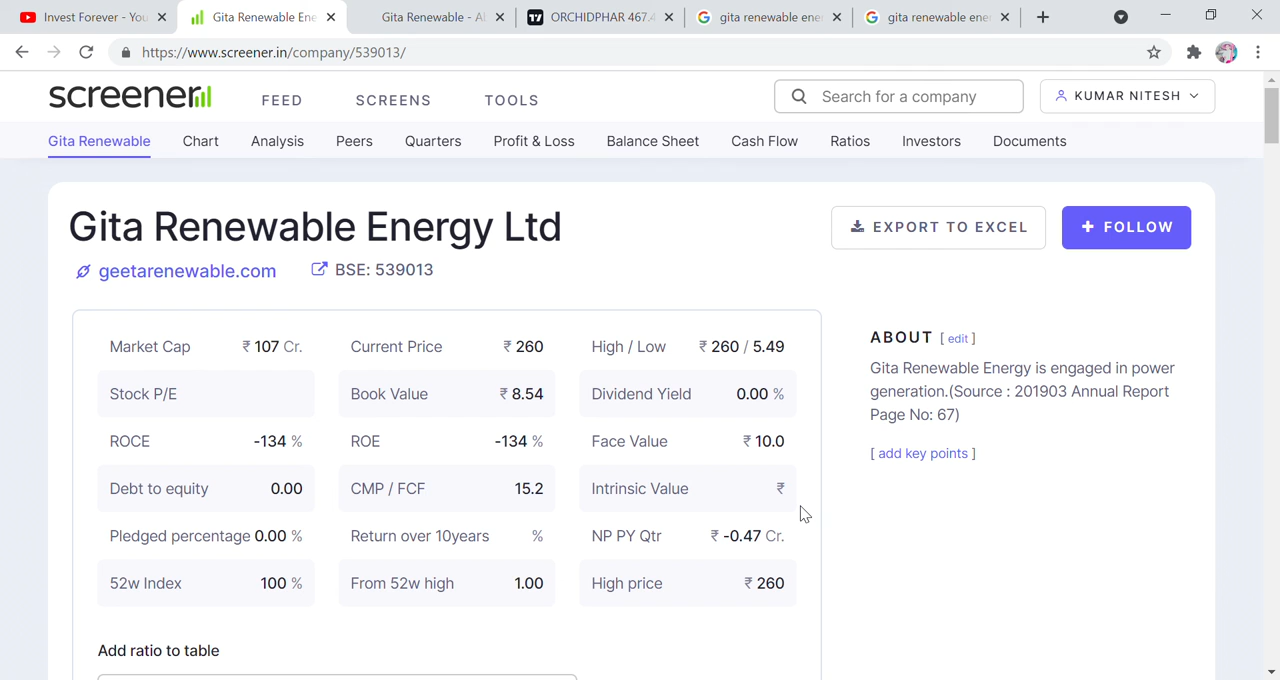 Invest Forever - You
Gita Renewable Ene
Gita Renewable - A
ORCHIDPHAR 467.
gita renewable ene
gita renewable ene
https://www.screener.in/company/539013/
screener
FEED
SCREENS
TOOLS
Search for a company
KUMAR NITESH
Gita Renewable
Chart
Analysis
Peers
Quarters
Profit & Loss
Balance Sheet
Cash Flow
Ratios
Investors
Documents
Gita Renewable Energy Ltd
EXPORT TO EXCEL
+ FOLLOW
geetarenewable.com
BSE: 539013
Market Cap ₹ 107 Cr.
Current Price ₹ 260
High / Low ₹ 260 / 5.49
Stock P/E
Book Value ₹ 8.54
Dividend Yield 0.00 %
ROCE -134 %
ROE -134 %
Face Value ₹ 10.0
Debt to equity 0.00
CMP / FCF 15.2
Intrinsic Value ₹
Pledged percentage 0.00 %
Return over 10years %
NP PY Qtr ₹ -0.47 Cr.
52w Index 100 %
From 52w high 1.00
High price ₹ 260
Add ratio to table
ABOUT [ edit ]
Gita Renewable Energy is engaged in power
generation.(Source : 201903 Annual Report
Page No: 67)
[ add key points ]